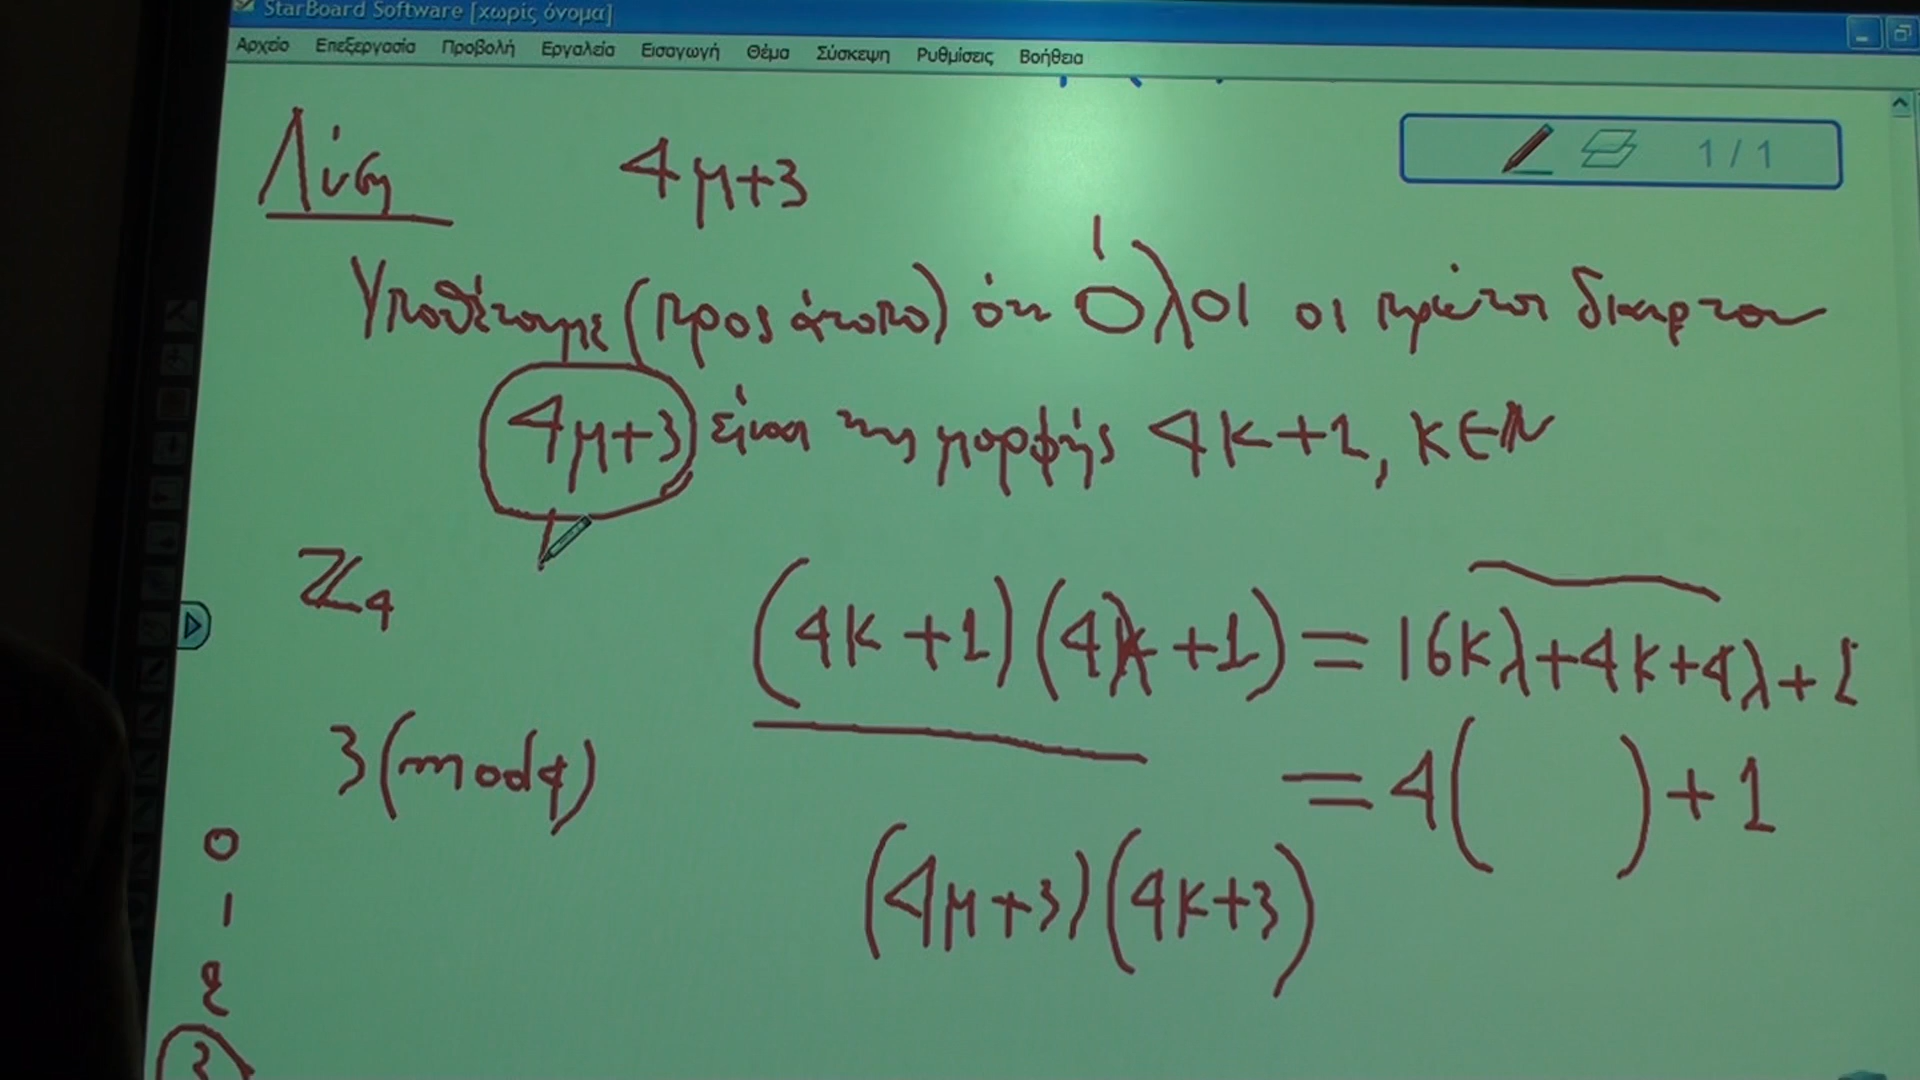 StarBoard Software [χωρίς όνομα]
Αρχείο Επεξεργασία Προβολή Εργαλεία Εισαγωγή Θέμα Σύσκεψη Ρυθμίσεις Βοήθεια
1 / 1
Λύση 4μ+3
Υποθέτουμε (προς άτοπο) ότι όλοι οι πρώτοι διαιρέτου
4μ+3 είναι της μορφής 4κ+1, κ∈ℕ
ℤ4
(4κ+1)(4λ+1)=16κλ+4κ+4λ+1
3(mod4)
=4( )+1
(4μ+3)(4κ+3)
0
1
2
3